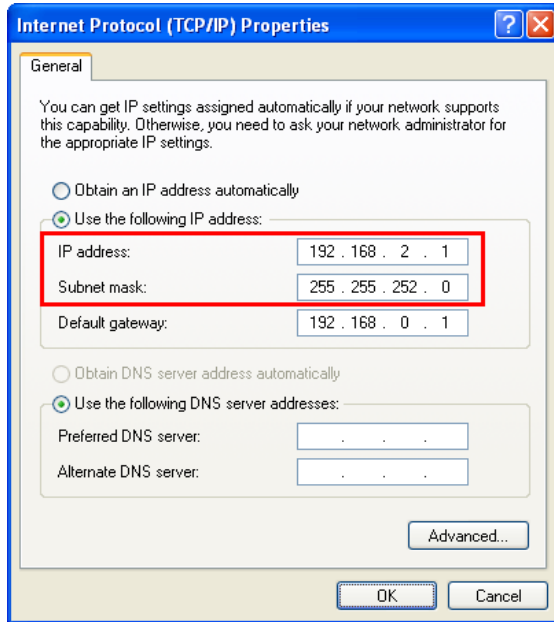 Internet Protocol (TCP/IP) Properties
General
You can get IP settings assigned automatically if your network supports
this capability. Otherwise, you need to ask your network administrator for
the appropriate IP settings.
Obtain an IP address automatically
Use the following IP address:
IP address: 192 . 168 . 2 . 1
Subnet mask: 255 . 255 . 252 . 0
Default gateway: 192 . 168 . 0 . 1
Obtain DNS server address automatically
Use the following DNS server addresses:
Preferred DNS server: . . .
Alternate DNS server: . . .
Advanced...
OK Cancel